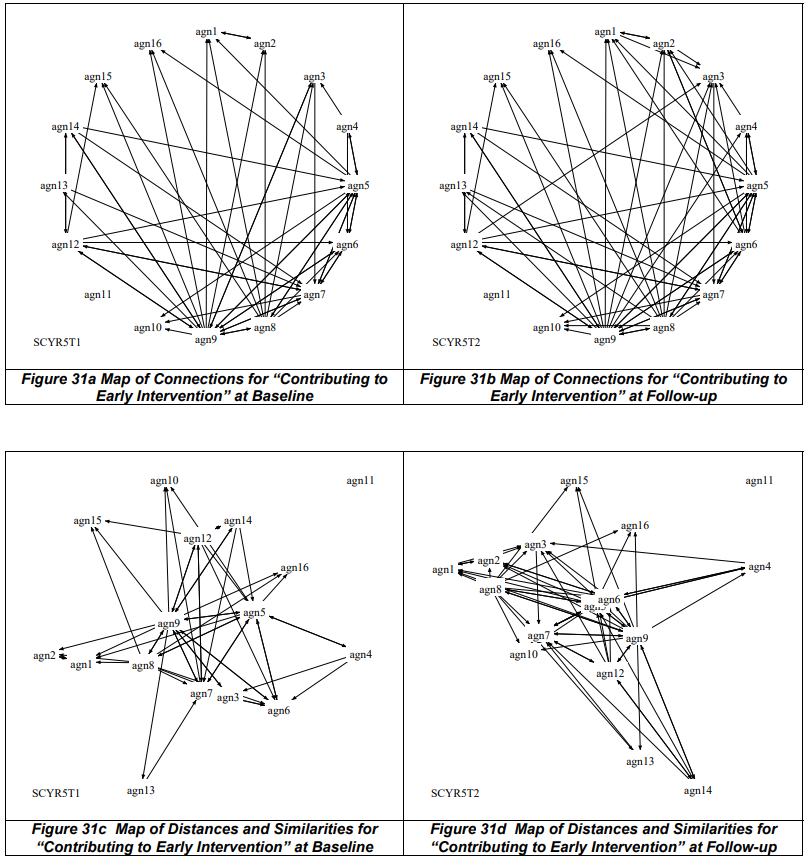 agn1
agn2
agn16
agn3
agn15
agn4
agn14
agn5
agn13
agn6
agn12
agn7
agn11
agn8
agn10
agn9
SCYR5T1
agn1
agn2
agn16
agn3
agn15
agn4
agn14
agn5
agn13
agn6
agn12
agn7
agn11
agn8
agn10
agn9
SCYR5T2
Figure 31a Map of Connections for “Contributing to
Early Intervention” at Baseline
Figure 31b Map of Connections for “Contributing to
Early Intervention” at Follow-up
agn10
agn11
agn15
agn14
agn12
agn16
agn5
agn9
agn2
agn1
agn8
agn4
agn7
agn3
agn6
agn13
SCYR5T1
agn15
agn11
agn16
agn3
agn2
agn1
agn4
agn8
agn6
agn7
agn9
agn10
agn12
agn13
agn14
SCYR5T2
Figure 31c Map of Distances and Similarities for
“Contributing to Early Intervention” at Baseline
Figure 31d Map of Distances and Similarities for
“Contributing to Early Intervention” at Follow-up